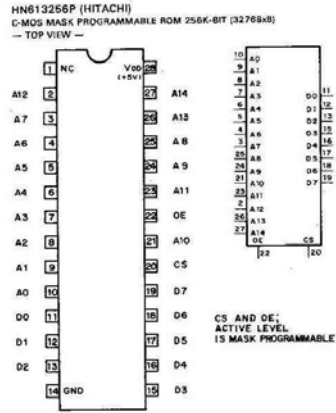 HN613256P (HITACHI)
C-MOS MASK PROGRAMMABLE ROM 256K-BIT (32768x8)
— TOP VIEW —
1 NC VDD (+5V) 28
A12 2 27 A14
A7 3 26 A13
A6 4 25 A8
A5 5 24 A9
A4 6 23 A11
A3 7 22 OE
A2 8 21 A10
A1 9 20 CS
A0 10 19 D7
D0 11 18 D6
D1 12 17 D5
D2 13 16 D4
14 GND 15 D3
10 A0
9 A1
8 A2
7 A3 D0 11
6 A4 D1 12
5 A5 D2 13
4 A6 D3 15
3 A7 D4 16
25 A8 D5 17
24 A9 D6 18
21 A10 D7 19
23 A11
2 A12
26 A13
27 A14
OE CS
22 20
CS AND OE;
ACTIVE LEVEL
IS MASK PROGRAMMABLE